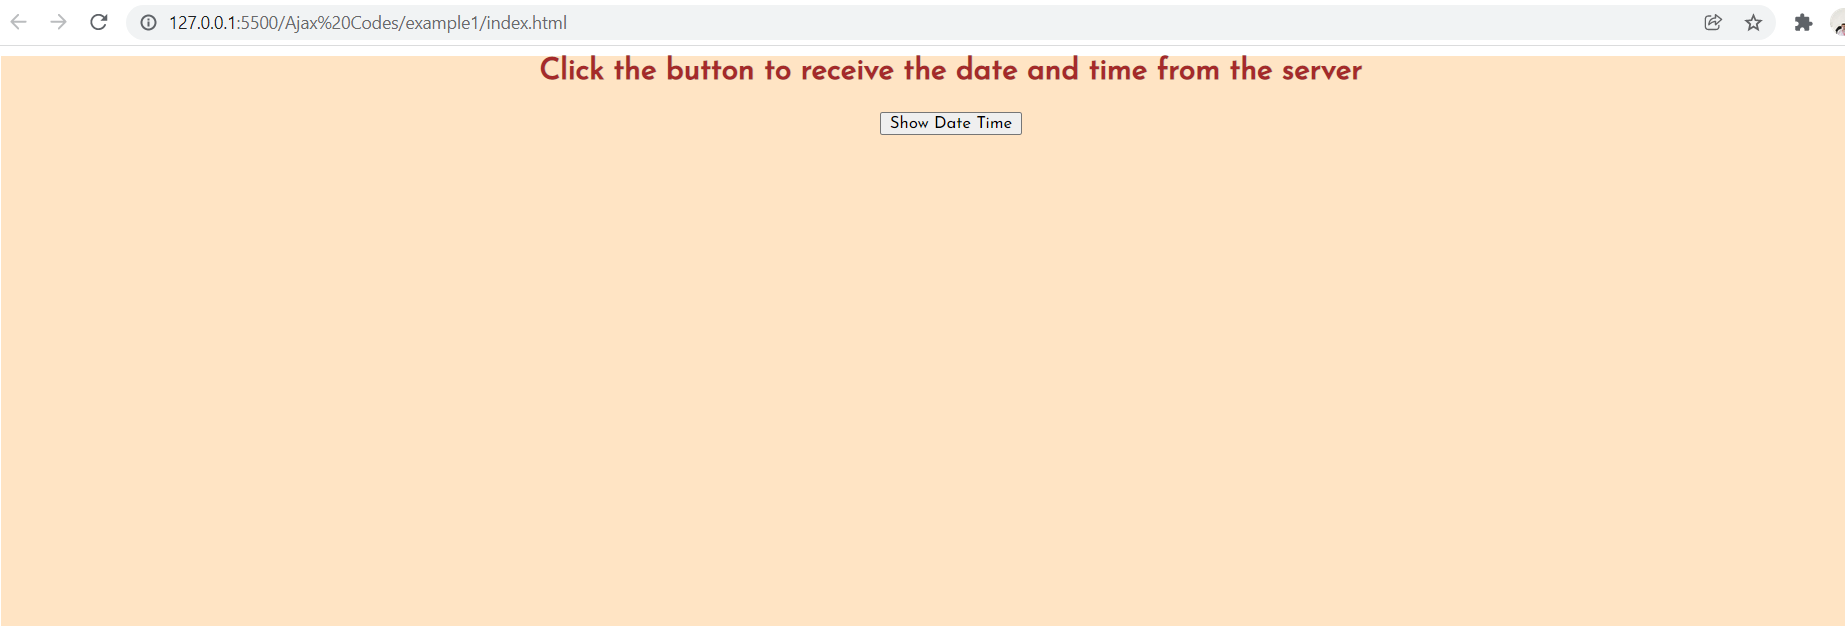 127.0.0.1:5500/Ajax%20Codes/example1/index.html
Click the button to receive the date and time from the server
Show Date Time